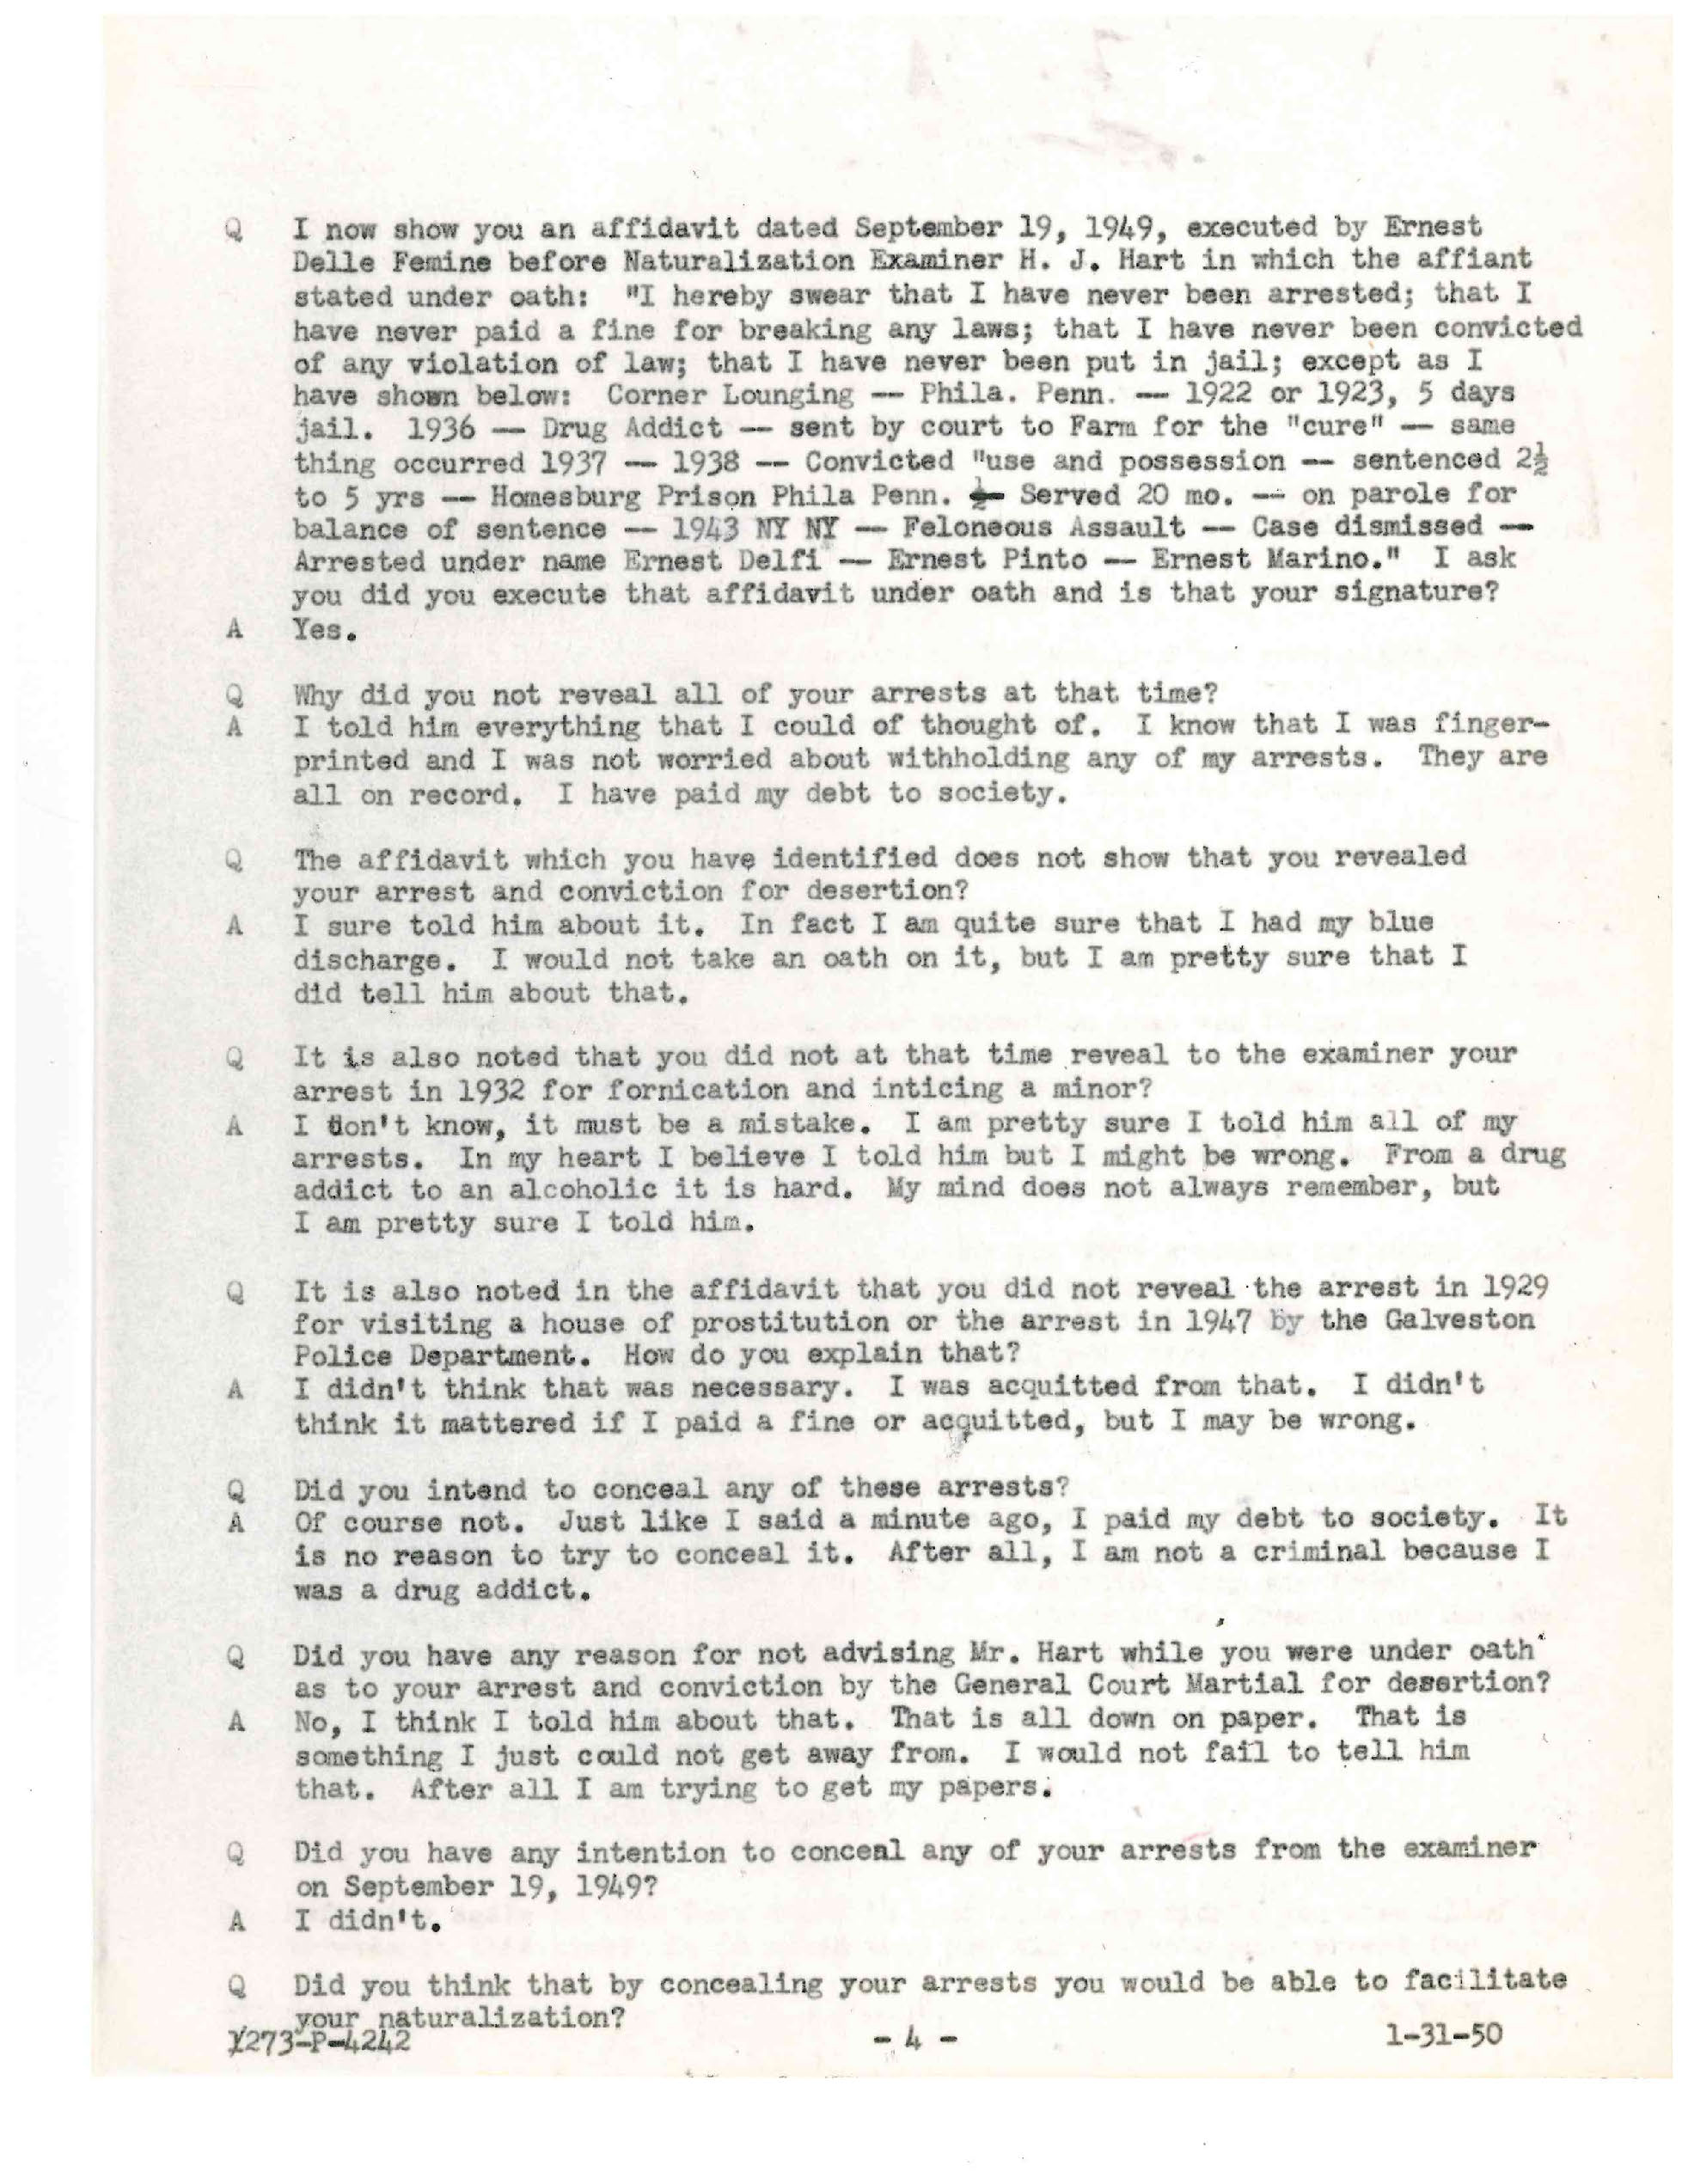 Q I now show you an affidavit dated September 19, 1949, executed by Ernest
Delle Femine before Naturalization Examiner H. J. Hart in which the affiant
stated under oath: "I hereby swear that I have never been arrested; that I
have never paid a fine for breaking any laws; that I have never been convicted
of any violation of law; that I have never been put in jail; except as I
have shown below: Corner Lounging -- Phila. Penn. -- 1922 or 1923, 5 days
jail. 1936 -- Drug Addict -- sent by court to Farm for the "cure" -- same
thing occurred 1937 -- 1938 -- Convicted "use and possession -- sentenced 2½
to 5 yrs -- Homesburg Prison Phila Penn. -- Served 20 mo. -- on parole for
balance of sentence -- 1943 NY NY -- Feloneous Assault -- Case dismissed --
Arrested under name Ernest Delfi -- Ernest Pinto -- Ernest Marino." I ask
you did you execute that affidavit under oath and is that your signature?
A Yes.
Q Why did you not reveal all of your arrests at that time?
A I told him everything that I could of thought of. I know that I was finger-
printed and I was not worried about withholding any of my arrests. They are
all on record. I have paid my debt to society.
Q The affidavit which you have identified does not show that you revealed
your arrest and conviction for desertion?
A I sure told him about it. In fact I am quite sure that I had my blue
discharge. I would not take an oath on it, but I am pretty sure that I
did tell him about that.
Q It is also noted that you did not at that time reveal to the examiner your
arrest in 1932 for fornication and inticing a minor?
A I don't know, it must be a mistake. I am pretty sure I told him all of my
arrests. In my heart I believe I told him but I might be wrong. From a drug
addict to an alcoholic it is hard. My mind does not always remember, but
I am pretty sure I told him.
Q It is also noted in the affidavit that you did not reveal the arrest in 1929
for visiting a house of prostitution or the arrest in 1947 by the Galveston
Police Department. How do you explain that?
A I didn't think that was necessary. I was acquitted from that. I didn't
think it mattered if I paid a fine or acquitted, but I may be wrong.
Q Did you intend to conceal any of these arrests?
A Of course not. Just like I said a minute ago, I paid my debt to society. It
is no reason to try to conceal it. After all, I am not a criminal because I
was a drug addict.
Q Did you have any reason for not advising Mr. Hart while you were under oath
as to your arrest and conviction by the General Court Martial for desertion?
A No, I think I told him about that. That is all down on paper. That is
something I just could not get away from. I would not fail to tell him
that. After all I am trying to get my papers.
Q Did you have any intention to conceal any of your arrests from the examiner
on September 19, 1949?
A I didn't.
Q Did you think that by concealing your arrests you would be able to facilitate
your naturalization?
1273-P-4242 - 4 - 1-31-50